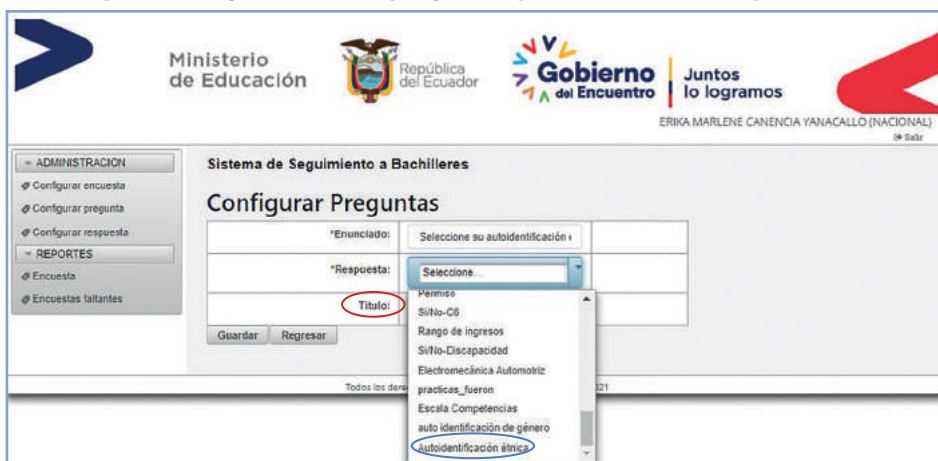 Ministerio
de Educación
República
del Ecuador
Gobierno
del Encuentro
Juntos
lo logramos
ERIKA MARLENE CANENCIA YANACALLO (NACIONAL)
Salir
ADMINISTRACION
Configurar encuesta
Configurar pregunta
Configurar respuesta
REPORTES
Encuesta
Encuestas faltantes
Sistema de Seguimiento a Bachilleres
Configurar Preguntas
*Enunciado:
Seleccione su autoidentificación
*Respuesta:
Seleccione...
Titulo:
Permiso
Si/No-C6
Rango de ingresos
Si/No-Discapacidad
Electromecánica Automotriz
practicas_fueron
Escala Competencias
auto identificación de género
Autoidentificación étnica
Guardar Regresar
Todos los